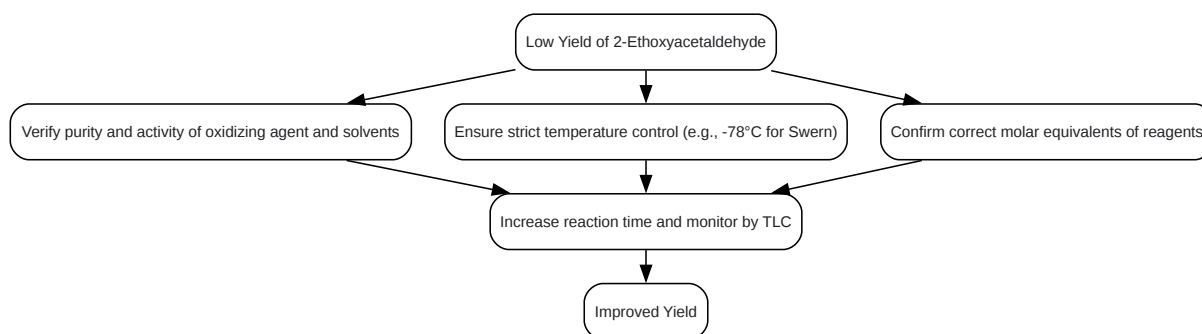 Low Yield of 2-Ethoxyacetaldehyde
Verify purity and activity of oxidizing agent and solvents
Ensure strict temperature control (e.g., -78°C for Swern)
Confirm correct molar equivalents of reagents
Increase reaction time and monitor by TLC
Improved Yield